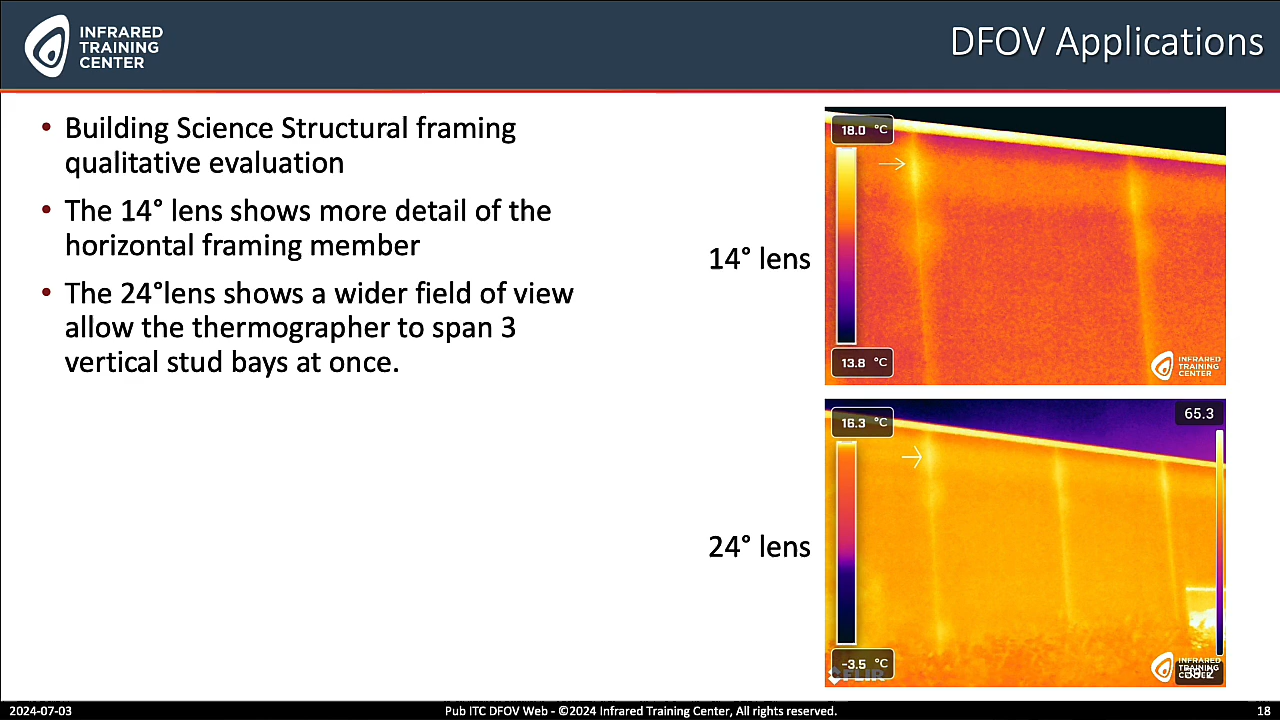 INFRARED
TRAINING
CENTER
DFOV Applications
• Building Science Structural framing
qualitative evaluation
• The 14° lens shows more detail of the
horizontal framing member
• The 24°lens shows a wider field of view
allow the thermographer to span 3
vertical stud bays at once.
14° lens
18.0 °C
13.8 °C
INFRARED
TRAINING
CENTER
24° lens
16.3 °C
65.3
-3.5 °C
FLIR
INFRARED
TRAINING
CENTER
2024-07-03
Pub ITC DFOV Web - ©2024 Infrared Training Center, All rights reserved.
18